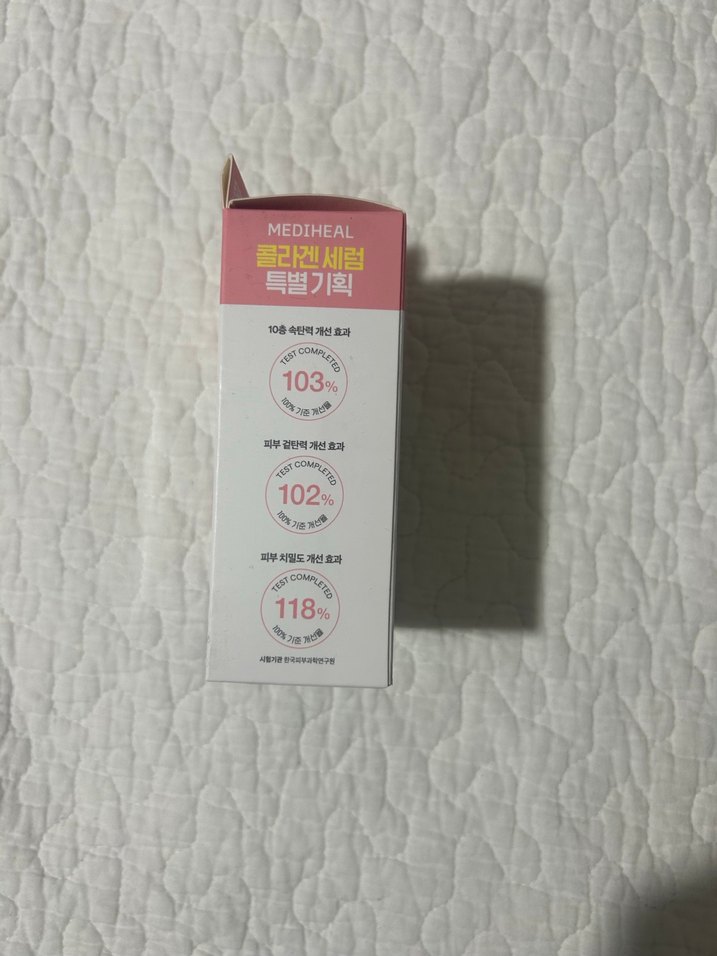 MEDIHEAL
콜라겐 세럼
특별 기획
10층 속탄력 개선 효과
TEST COMPLETED
103%
100% 기준 개선율
피부 겉탄력 개선 효과
TEST COMPLETED
102%
100% 기준 개선율
피부 치밀도 개선 효과
TEST COMPLETED
118%
100% 기준 개선율
시험기관 한국피부과학연구원